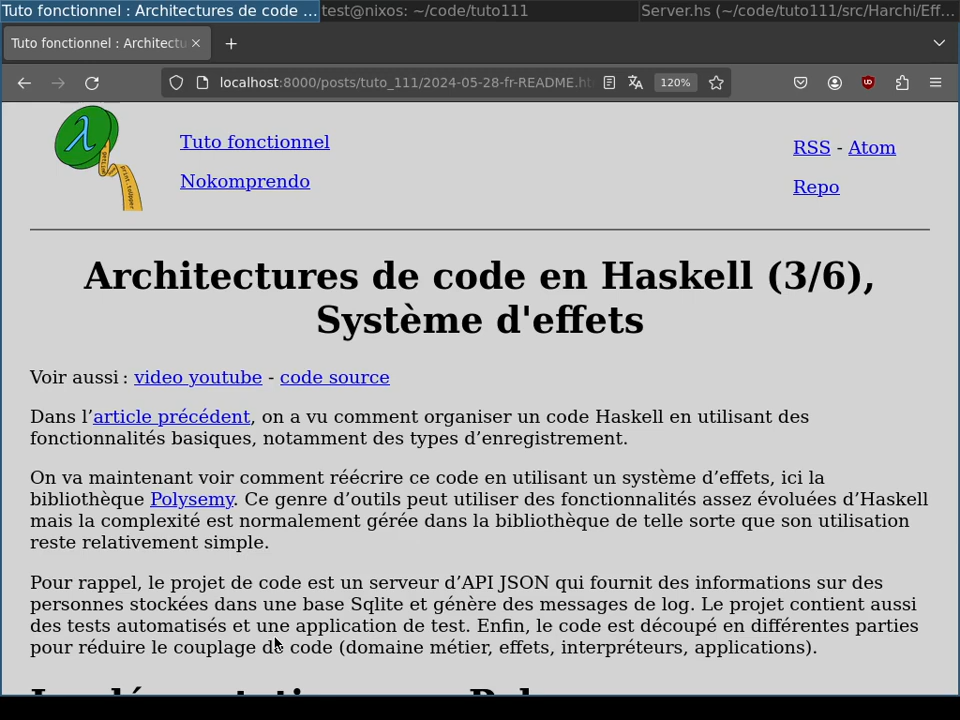 Tuto fonctionnel : Architectures de code ... test@nixos: ~/code/tuto111 Server.hs (~/code/tuto111/src/Harchi/Eff...
Tuto fonctionnel : Architectu
localhost:8000/posts/tuto_111/2024-05-28-fr-README.ht 120%
Tuto fonctionnel
Nokomprendo
RSS - Atom
Repo
Architectures de code en Haskell (3/6),
Système d'effets
Voir aussi : video youtube - code source
Dans l’article précédent, on a vu comment organiser un code Haskell en utilisant des
fonctionnalités basiques, notamment des types d’enregistrement.
On va maintenant voir comment réécrire ce code en utilisant un système d’effets, ici la
bibliothèque Polysemy. Ce genre d’outils peut utiliser des fonctionnalités assez évoluées d’Haskell
mais la complexité est normalement gérée dans la bibliothèque de telle sorte que son utilisation
reste relativement simple.
Pour rappel, le projet de code est un serveur d’API JSON qui fournit des informations sur des
personnes stockées dans une base Sqlite et génère des messages de log. Le projet contient aussi
des tests automatisés et une application de test. Enfin, le code est découpé en différentes parties
pour réduire le couplage de code (domaine métier, effets, interpréteurs, applications).